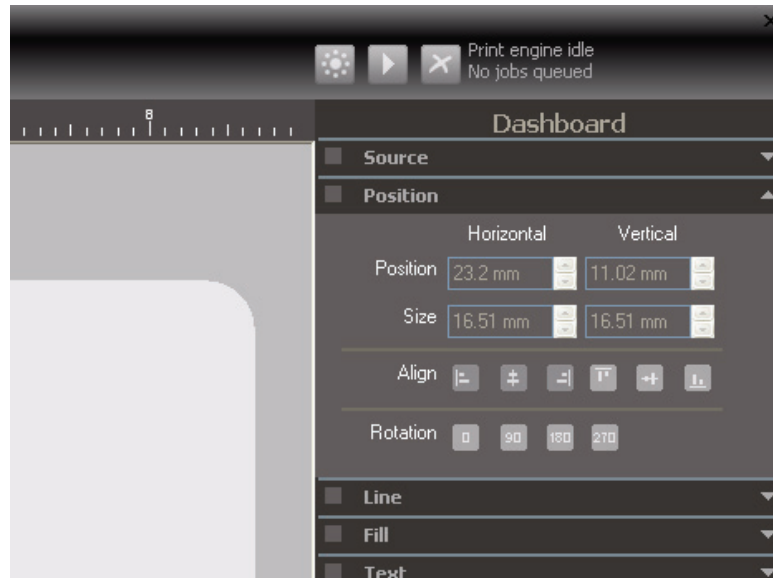 Print engine idle
No jobs queued
8
Dashboard
Source
Position
Horizontal Vertical
Position 23.2 mm 11.02 mm
Size 16.51 mm 16.51 mm
Align
Rotation 0 90 180 270
Line
Fill
Text